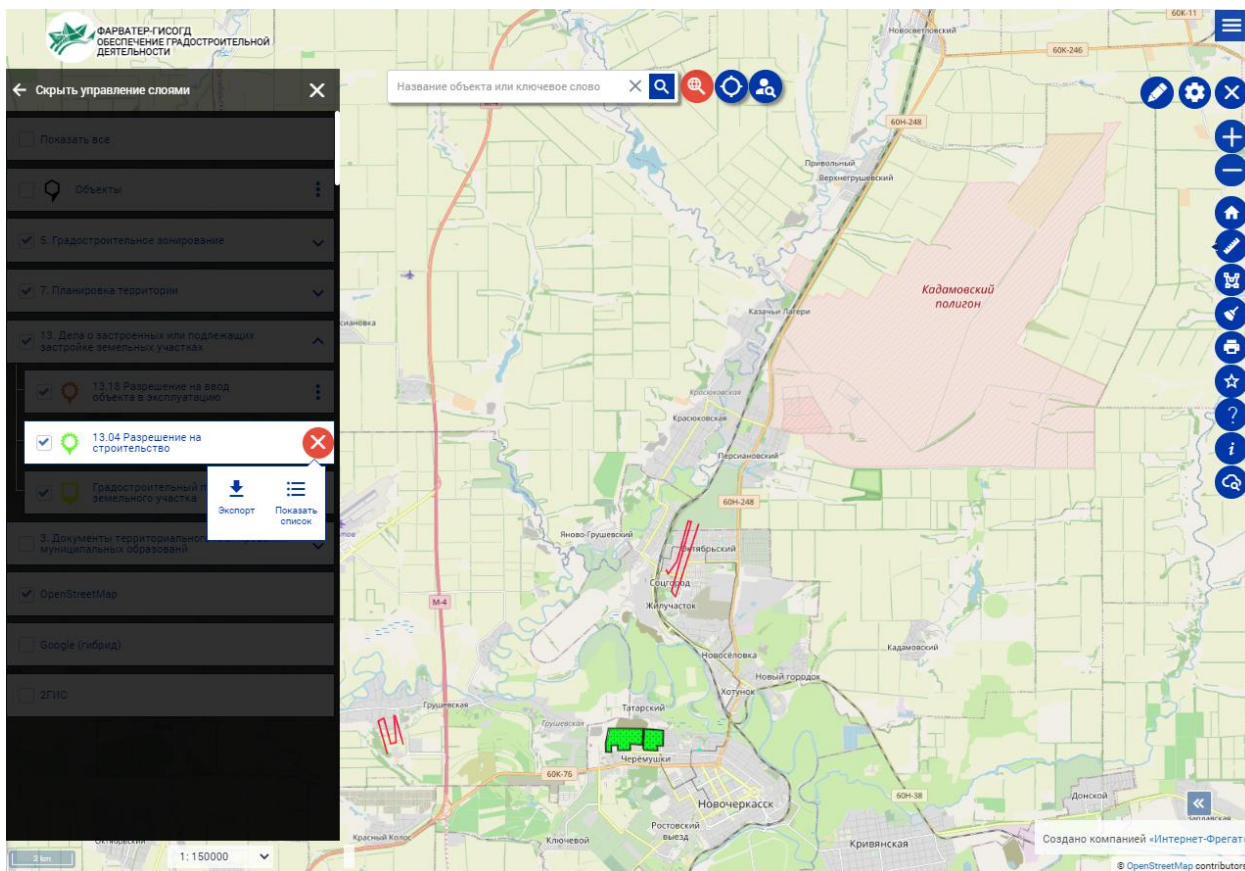 ФАРВАТЕР-ГИСОГД
ОБЕСПЕЧЕНИЕ ГРАДОСТРОИТЕЛЬНОЙ
ДЕЯТЕЛЬНОСТИ
Скрыть управление слоями
Показать все
Объекты
5. Градостроительное зонирование
7. Планировка территории
13. Дела о застроенных или подлежащих
застройке земельных участках
13.18 Разрешение на ввод
объекта в эксплуатацию
13.04 Разрешение на
строительство
Экспорт
Показать
список
Градостроительный
земельного участка
3. Документы территориального
муниципальных образований
OpenStreetMap
Google (гибрид)
2ГИС
2 km
1: 150000
Название объекта или ключевое слово
60К-11
Новосветловский
60К-246
М-4
60Н-248
Привольный
Верхнегрушевский
Кадамовский
полигон
Казачьи Лагери
Красюковская
Красюковская
Персиановский
60Н-248
Яново-Грушевский
Октябрьский
Соцгород
М-4
Жилучасток
Новосёловка
Кадамовский
Новый городок
Хотунок
Грушевская
Татарский
Грушевская
Черёмушки
60К-76
Новочеркасск
60Н-38
Донской
Ростовский
выезд
Ключевой
Красный Колос
Кривянская
Заплавская
Создано компанией «Интернет-Фрегат»
© OpenStreetMap contributors